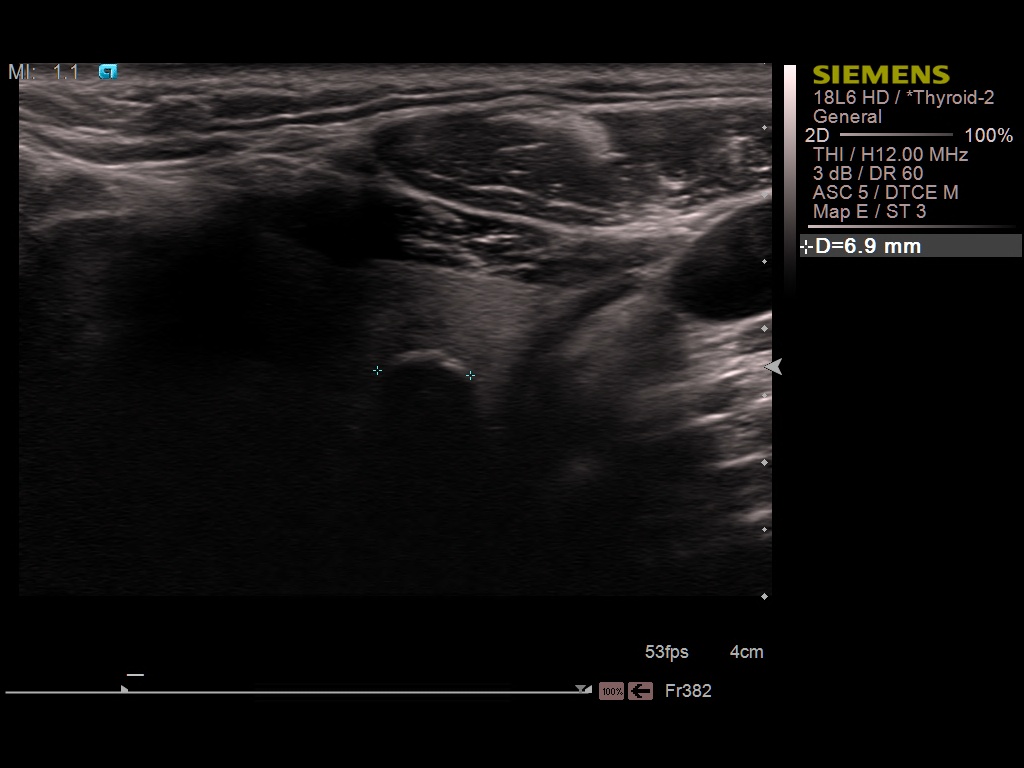 MI: 1.1
SIEMENS
18L6 HD / *Thyroid-2
General
2D 100%
THI / H12.00 MHz
3 dB / DR 60
ASC 5 / DTCE M
Map E / ST 3
D=6.9 mm
53fps 4cm
100% Fr382